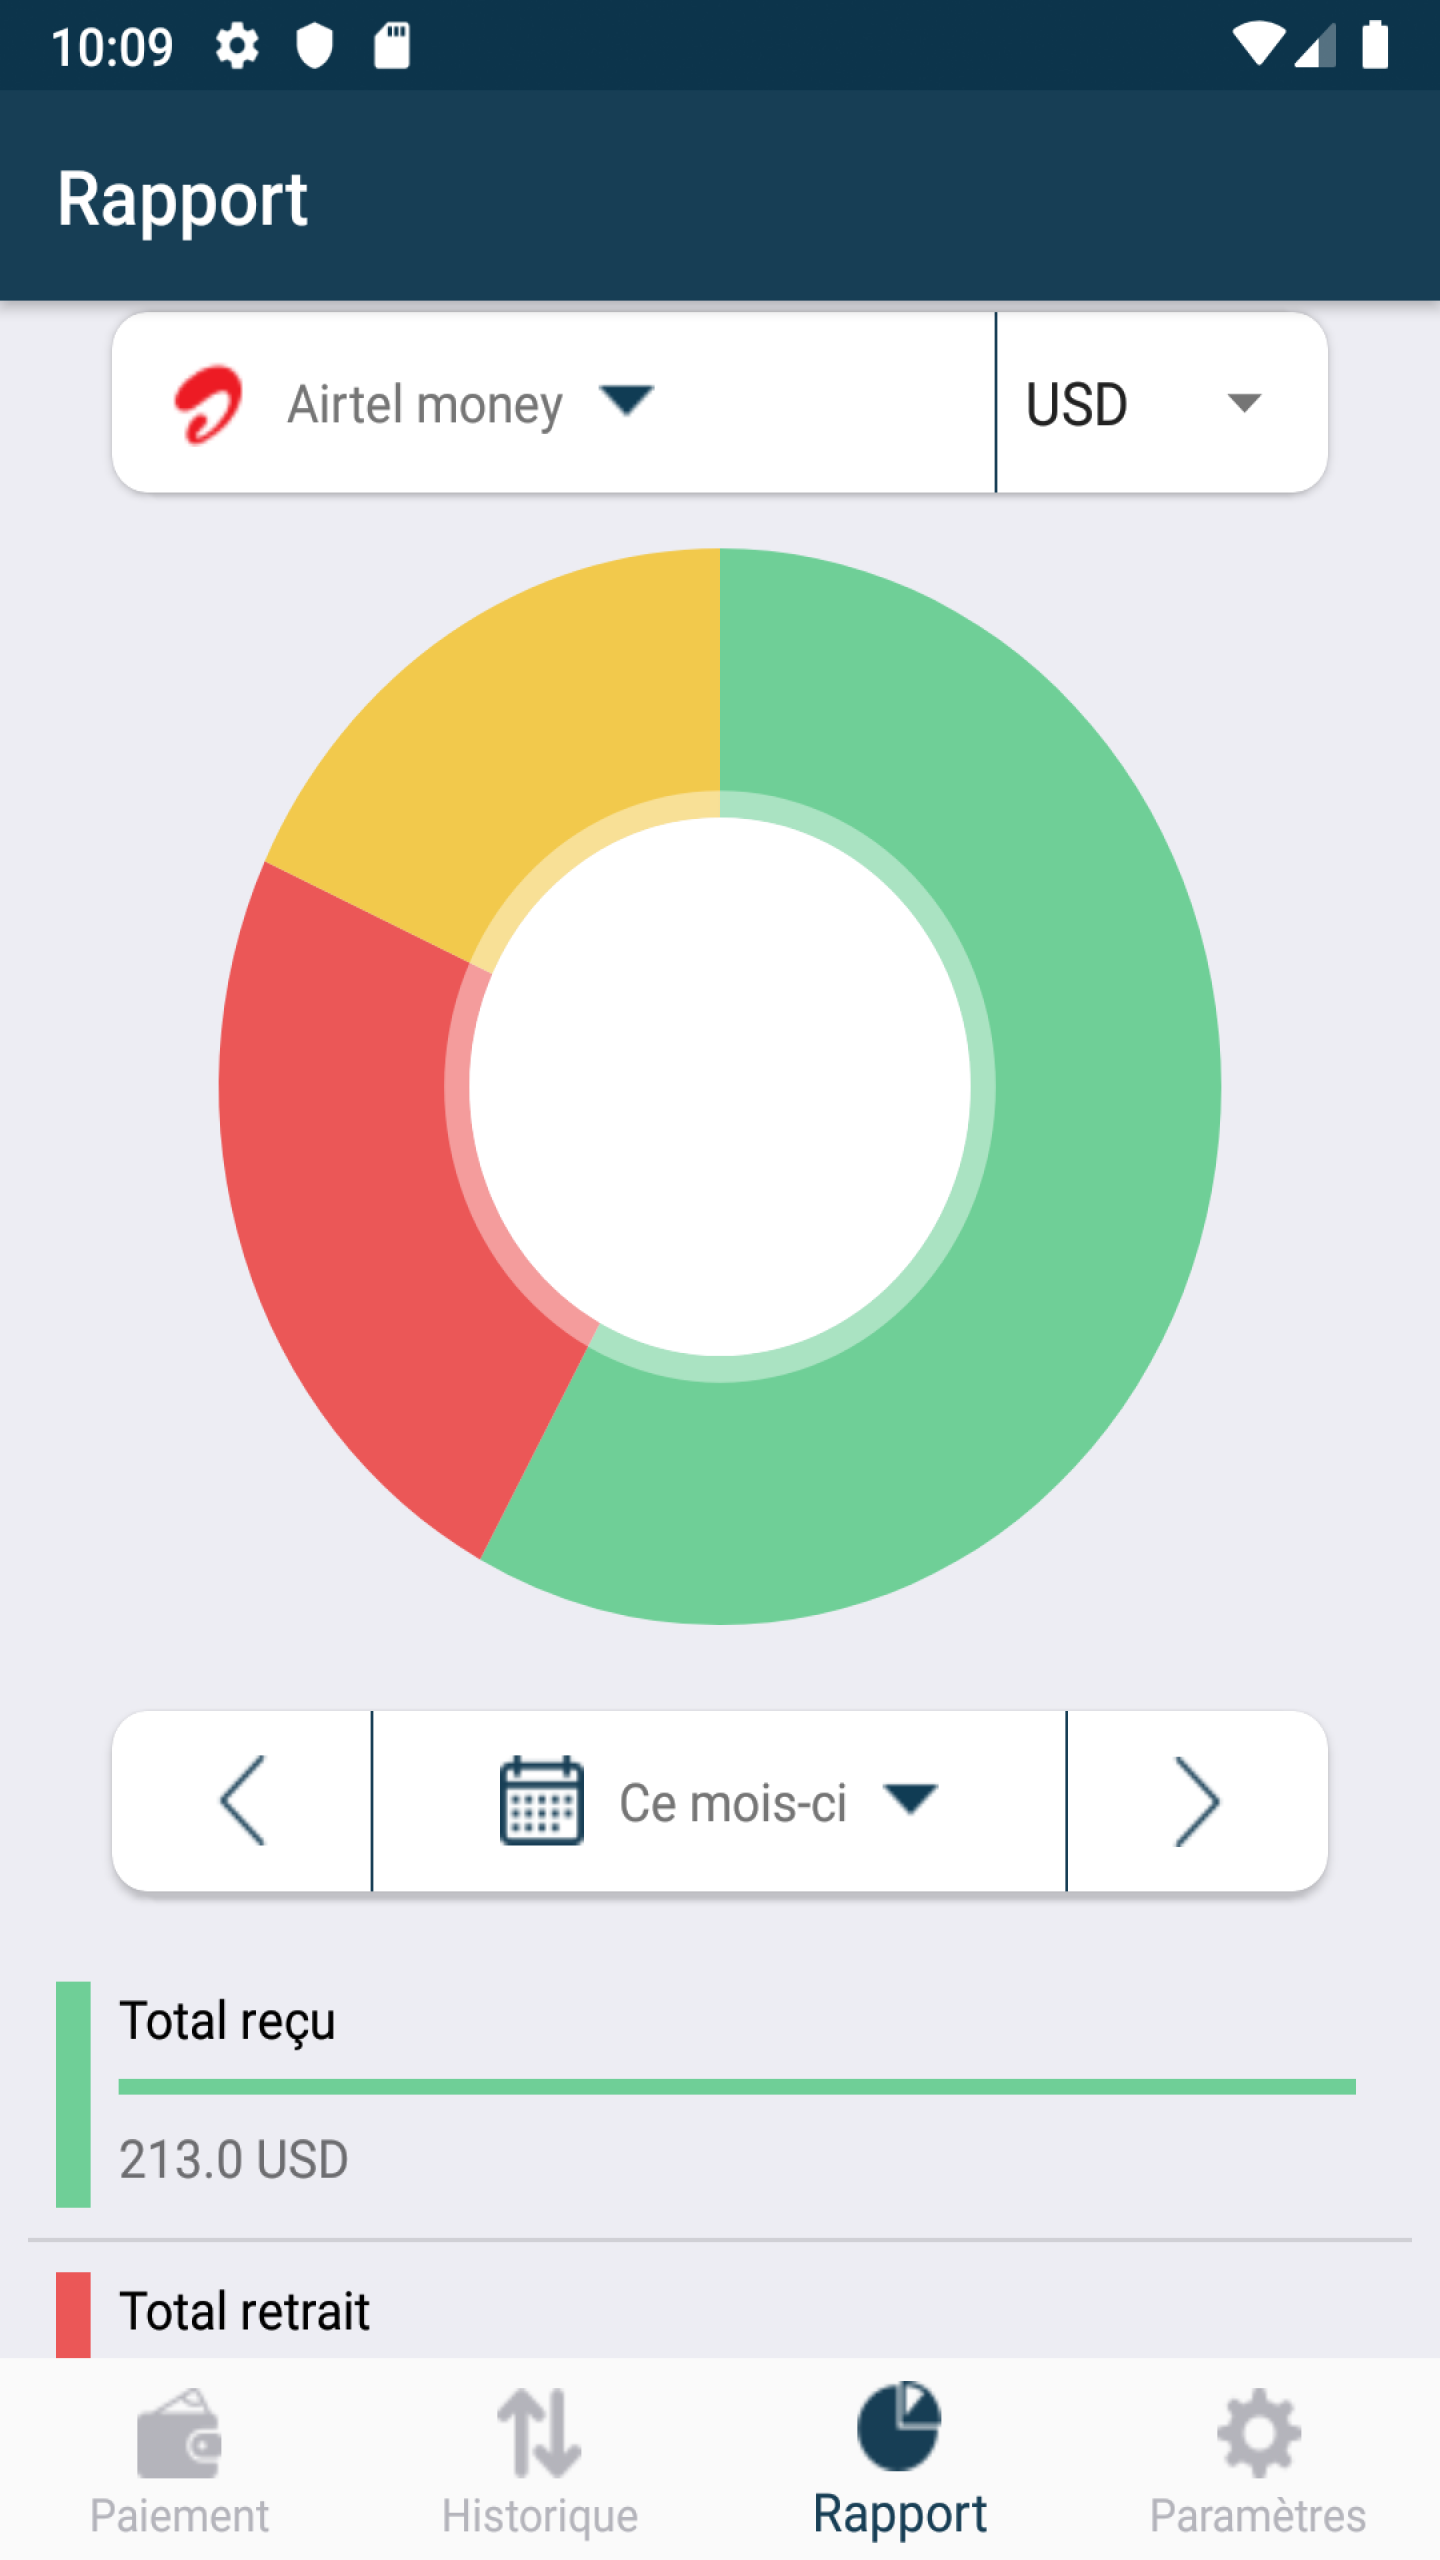 10:09
Rapport
Airtel money
USD
Ce mois-ci
Total reçu
213.0 USD
Total retrait
Paiement
Historique
Rapport
Paramètres